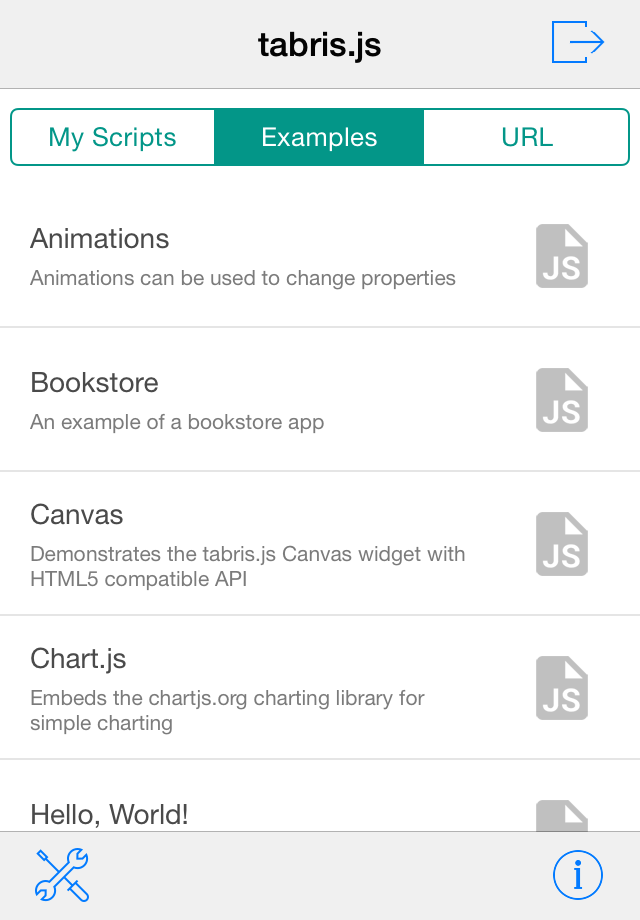 tabris.js
My Scripts
Examples
URL
Animations
Animations can be used to change properties
JS
Bookstore
An example of a bookstore app
JS
Canvas
Demonstrates the tabris.js Canvas widget with
HTML5 compatible API
JS
Chart.js
Embeds the chartjs.org charting library for
simple charting
JS
Hello, World!
i